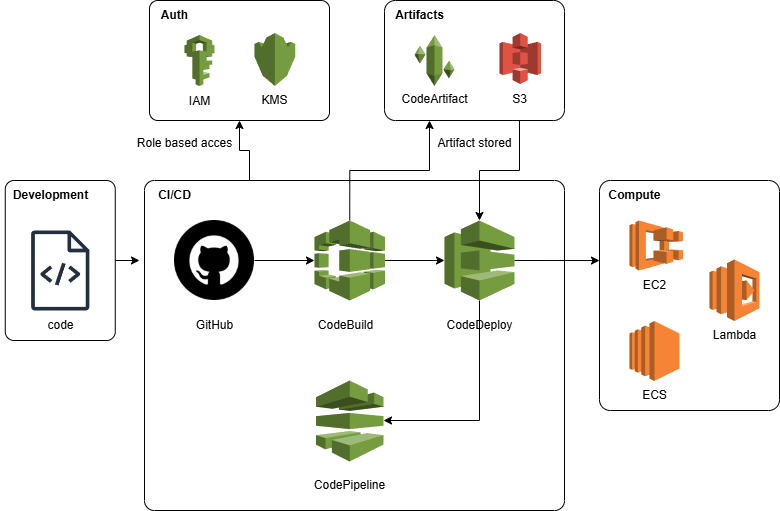 Auth
IAM
KMS
Artifacts
CodeArtifact
S3
Role based acces
Artifact stored
Development
code
CI/CD
GitHub
CodeBuild
CodeDeploy
CodePipeline
Compute
EC2
Lambda
ECS